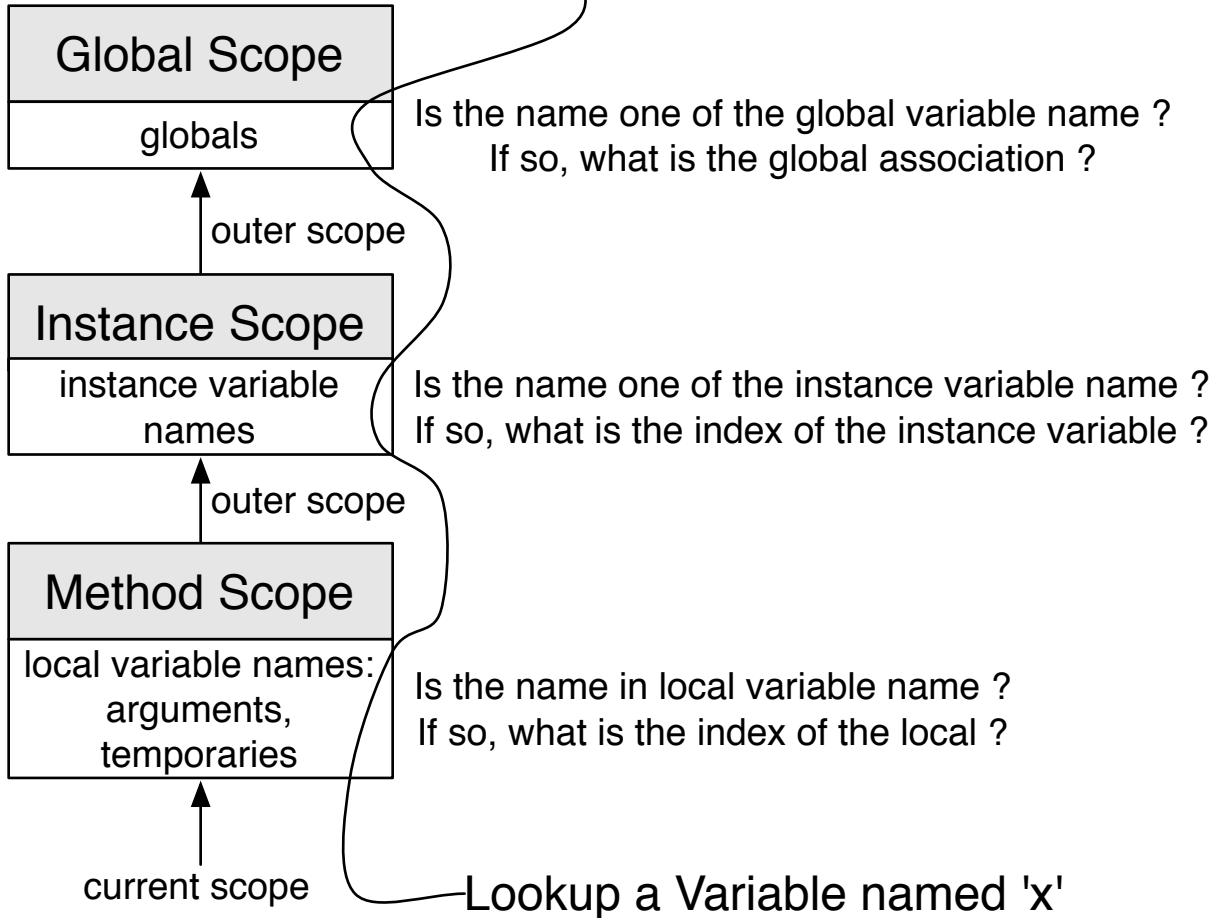 Global Scope
globals
Is the name one of the global variable name ?
If so, what is the global association ?
outer scope
Instance Scope
instance variable
names
Is the name one of the instance variable name ?
If so, what is the index of the instance variable ?
outer scope
Method Scope
local variable names:
arguments,
temporaries
Is the name in local variable name ?
If so, what is the index of the local ?
current scope
Lookup a Variable named 'x'